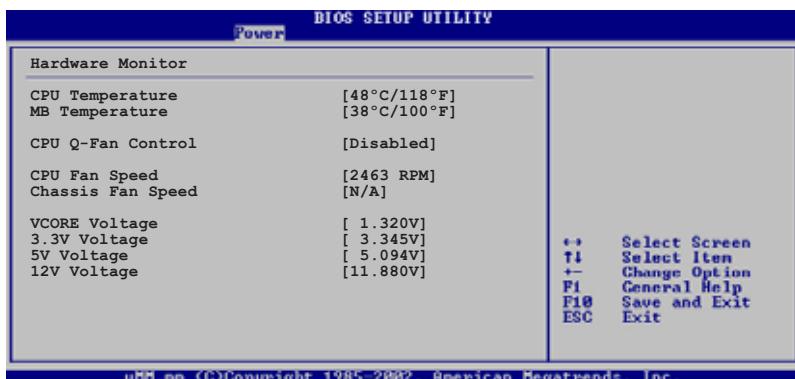 BIOS SETUP UTILITY
Power
Hardware Monitor
CPU Temperature [48°C/118°F]
MB Temperature [38°C/100°F]
CPU Q-Fan Control [Disabled]
CPU Fan Speed [2463 RPM]
Chassis Fan Speed [N/A]
VCORE Voltage [ 1.320V]
3.3V Voltage [ 3.345V]
5V Voltage [ 5.094V]
12V Voltage [11.880V]
←→ Select Screen
↑↓ Select Item
+- Change Option
F1 General Help
F10 Save and Exit
ESC Exit
(C)Copyright 1985-2002, American Megatrends, Inc